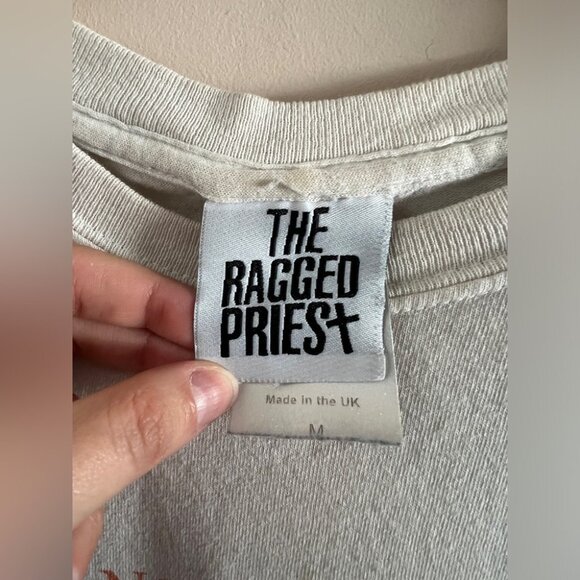 THE
RAGGED
PRIEST
Made in the UK
M